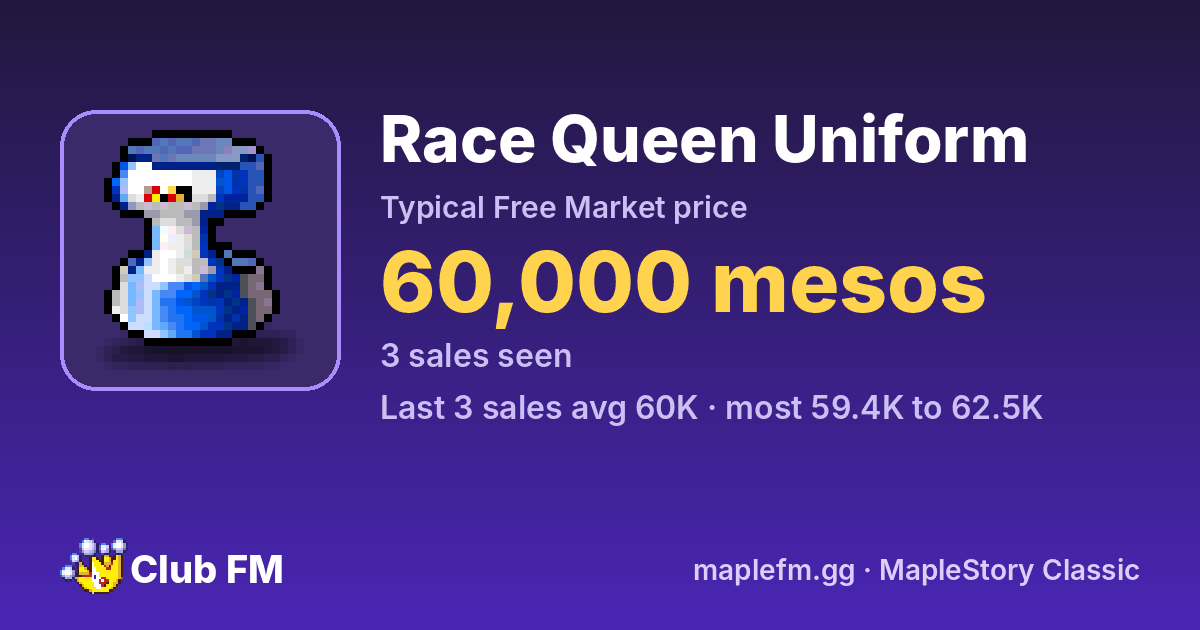 Race Queen Uniform
Typical Free Market price
60,000 mesos
3 sales seen
Last 3 sales avg 60K · most 59.4K to 62.5K
Club FM
maplefm.gg · MapleStory Classic